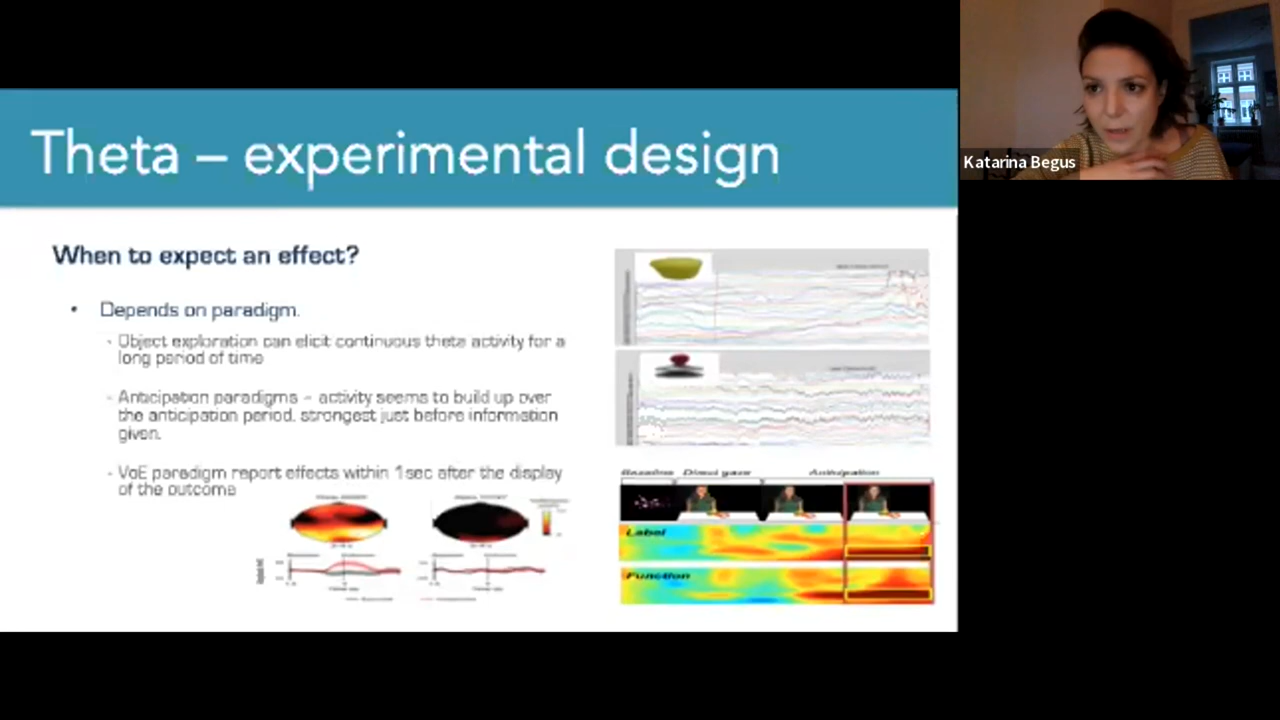 Theta – experimental design
Katarina Begus
When to expect an effect?
• Depends on paradigm.
- Object exploration can elicit continuous theta activity for a
long period of time
- Anticipation paradigms – activity seems to build up over
the anticipation period, strongest just before information
given.
- VoE paradigm report effects within 1sec after the display
of the outcome
Baseline Direct gaze Anticipation
Label
Function